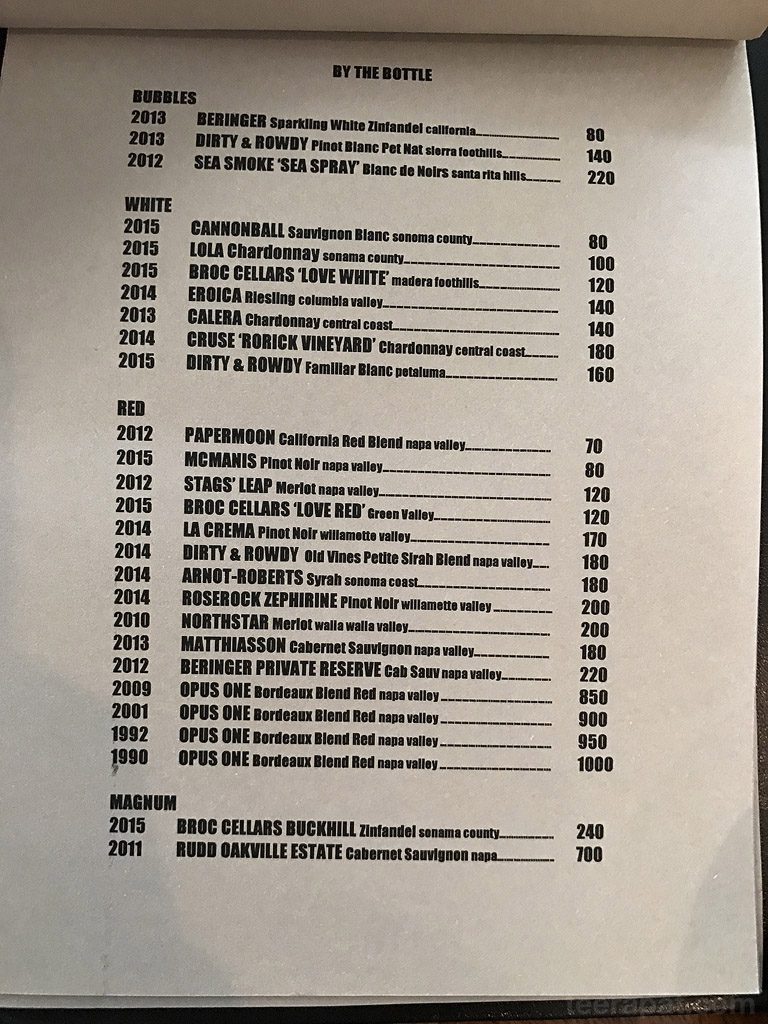 BY THE BOTTLE
BUBBLES
2013 BERINGER Sparkling White Zinfandel california 80
2013 DIRTY & ROWDY Pinot Blanc Pet Nat sierra foothills 140
2012 SEA SMOKE 'SEA SPRAY' Blanc de Noirs santa rita hills 220
WHITE
2015 CANNONBALL Sauvignon Blanc sonoma county 80
2015 LOLA Chardonnay sonama county 100
2015 BROC CELLARS 'LOVE WHITE' madera foothills 120
2014 EROICA Riesling columbia valley 140
2013 CALERA Chardonnay central coast 140
2014 CRUSE 'RORICK VINEYARD' Chardonnay central coast 180
2015 DIRTY & ROWDY Familiar Blanc petaluma 160
RED
2012 PAPERMOON California Red Blend napa valley 70
2015 MCMANIS Pinot Noir napa valley 80
2012 STAGS' LEAP Merlot napa valley 120
2015 BROC CELLARS 'LOVE RED' Green Valley 120
2014 LA CREMA Pinot Noir willamette valley 170
2014 DIRTY & ROWDY Old Vines Petite Sirah Blend napa valley 180
2014 ARNOT-ROBERTS Syrah sonoma coast 180
2014 ROSEROCK ZEPHIRINE Pinot Noir willamette valley 200
2010 NORTHSTAR Merlot walla walla valley 200
2013 MATTHIASSON Cabernet Sauvignon napa valley 180
2012 BERINGER PRIVATE RESERVE Cab Sauv napa valley 220
2009 OPUS ONE Bordeaux Blend Red napa valley 850
2001 OPUS ONE Bordeaux Blend Red napa valley 900
1992 OPUS ONE Bordeaux Blend Red napa valley 950
1990 OPUS ONE Bordeaux Blend Red napa valley 1000
MAGNUM
2015 BROC CELLARS BUCKHILL Zinfandel sonoma county 240
2011 RUDD OAKVILLE ESTATE Cabernet Sauvignon napa 700